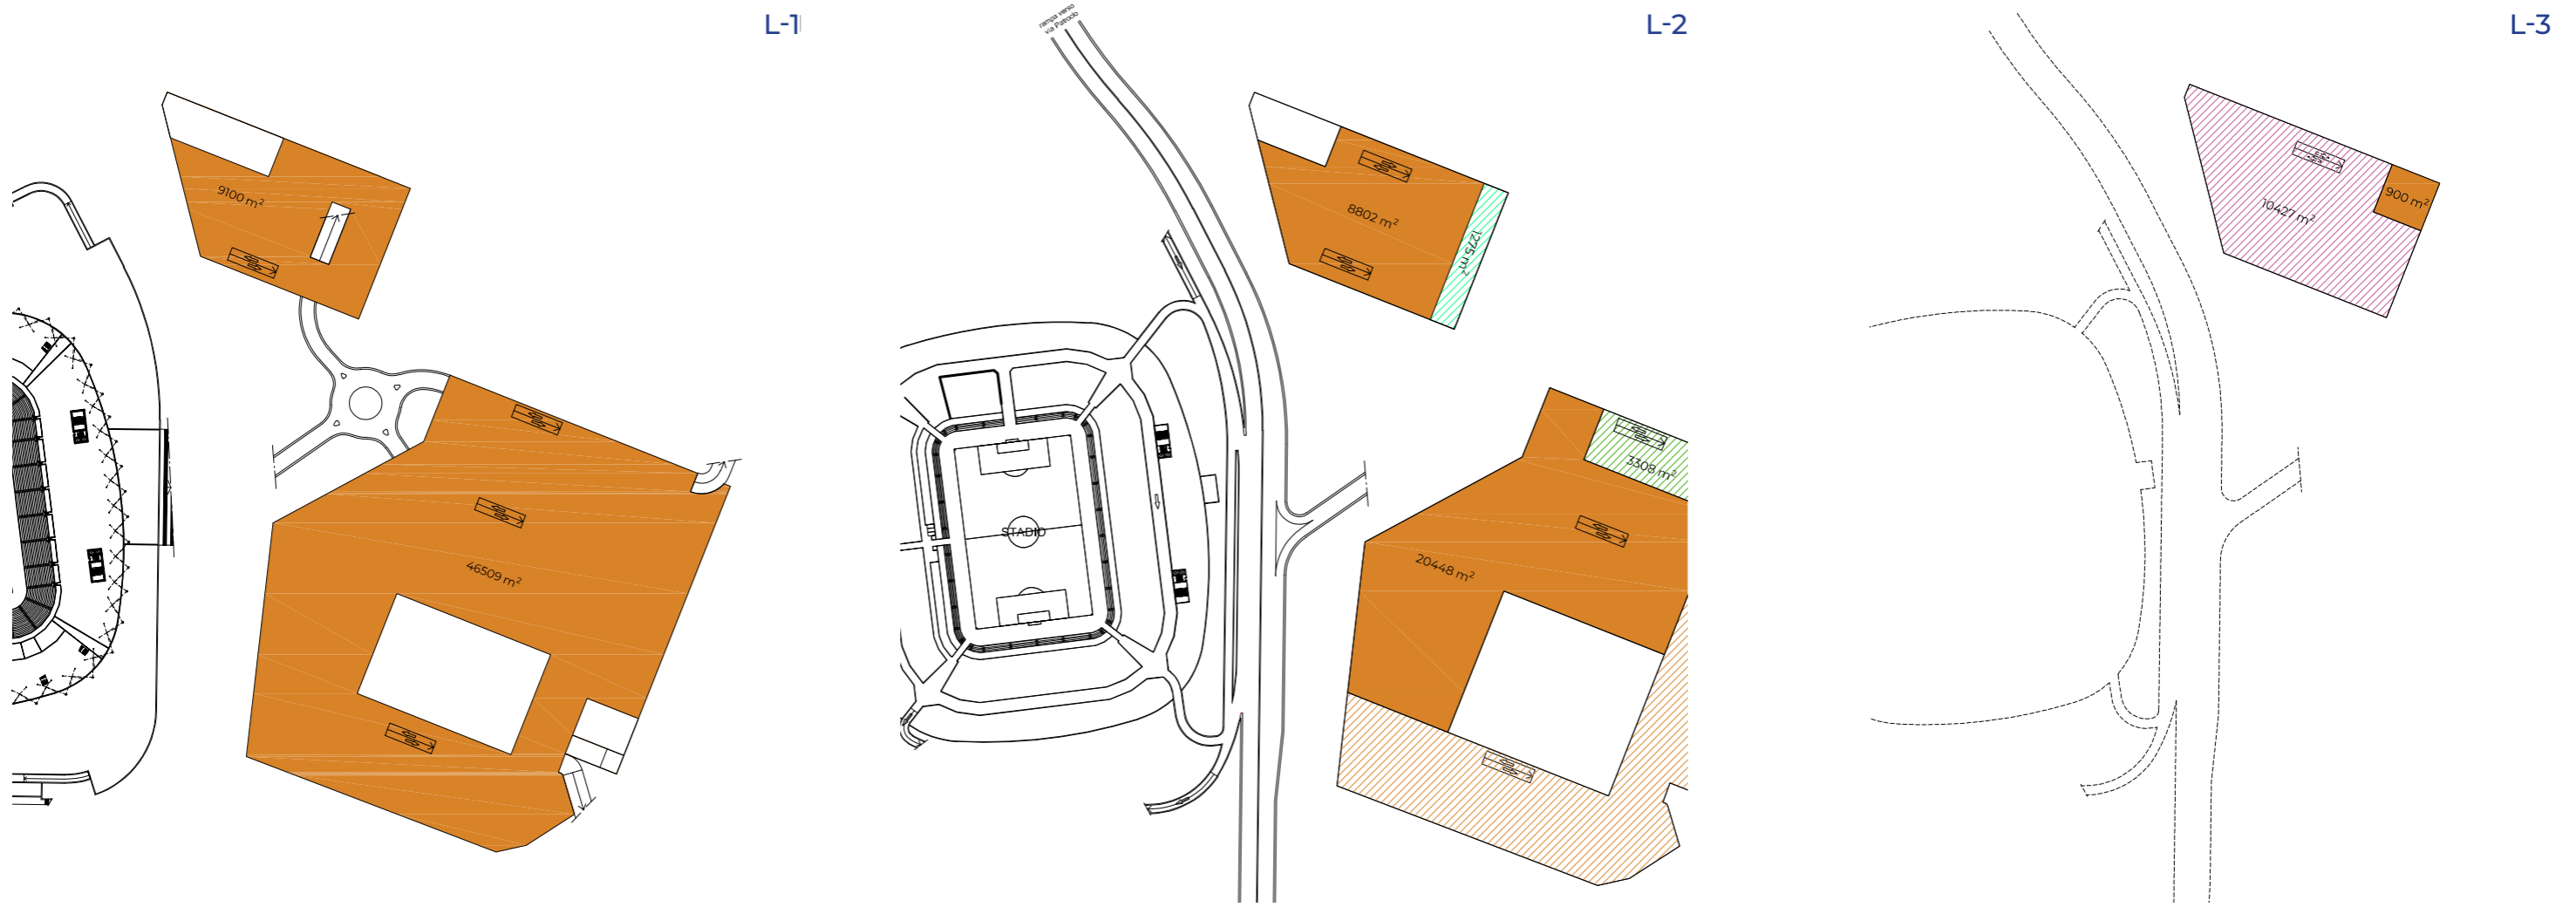 L-1
9100 m²
46509 m²
L-2
rampa verso
via Patroclo
8802 m²
1275 m²
STADIO
3308 m²
20448 m²
L-3
10427 m²
900 m²